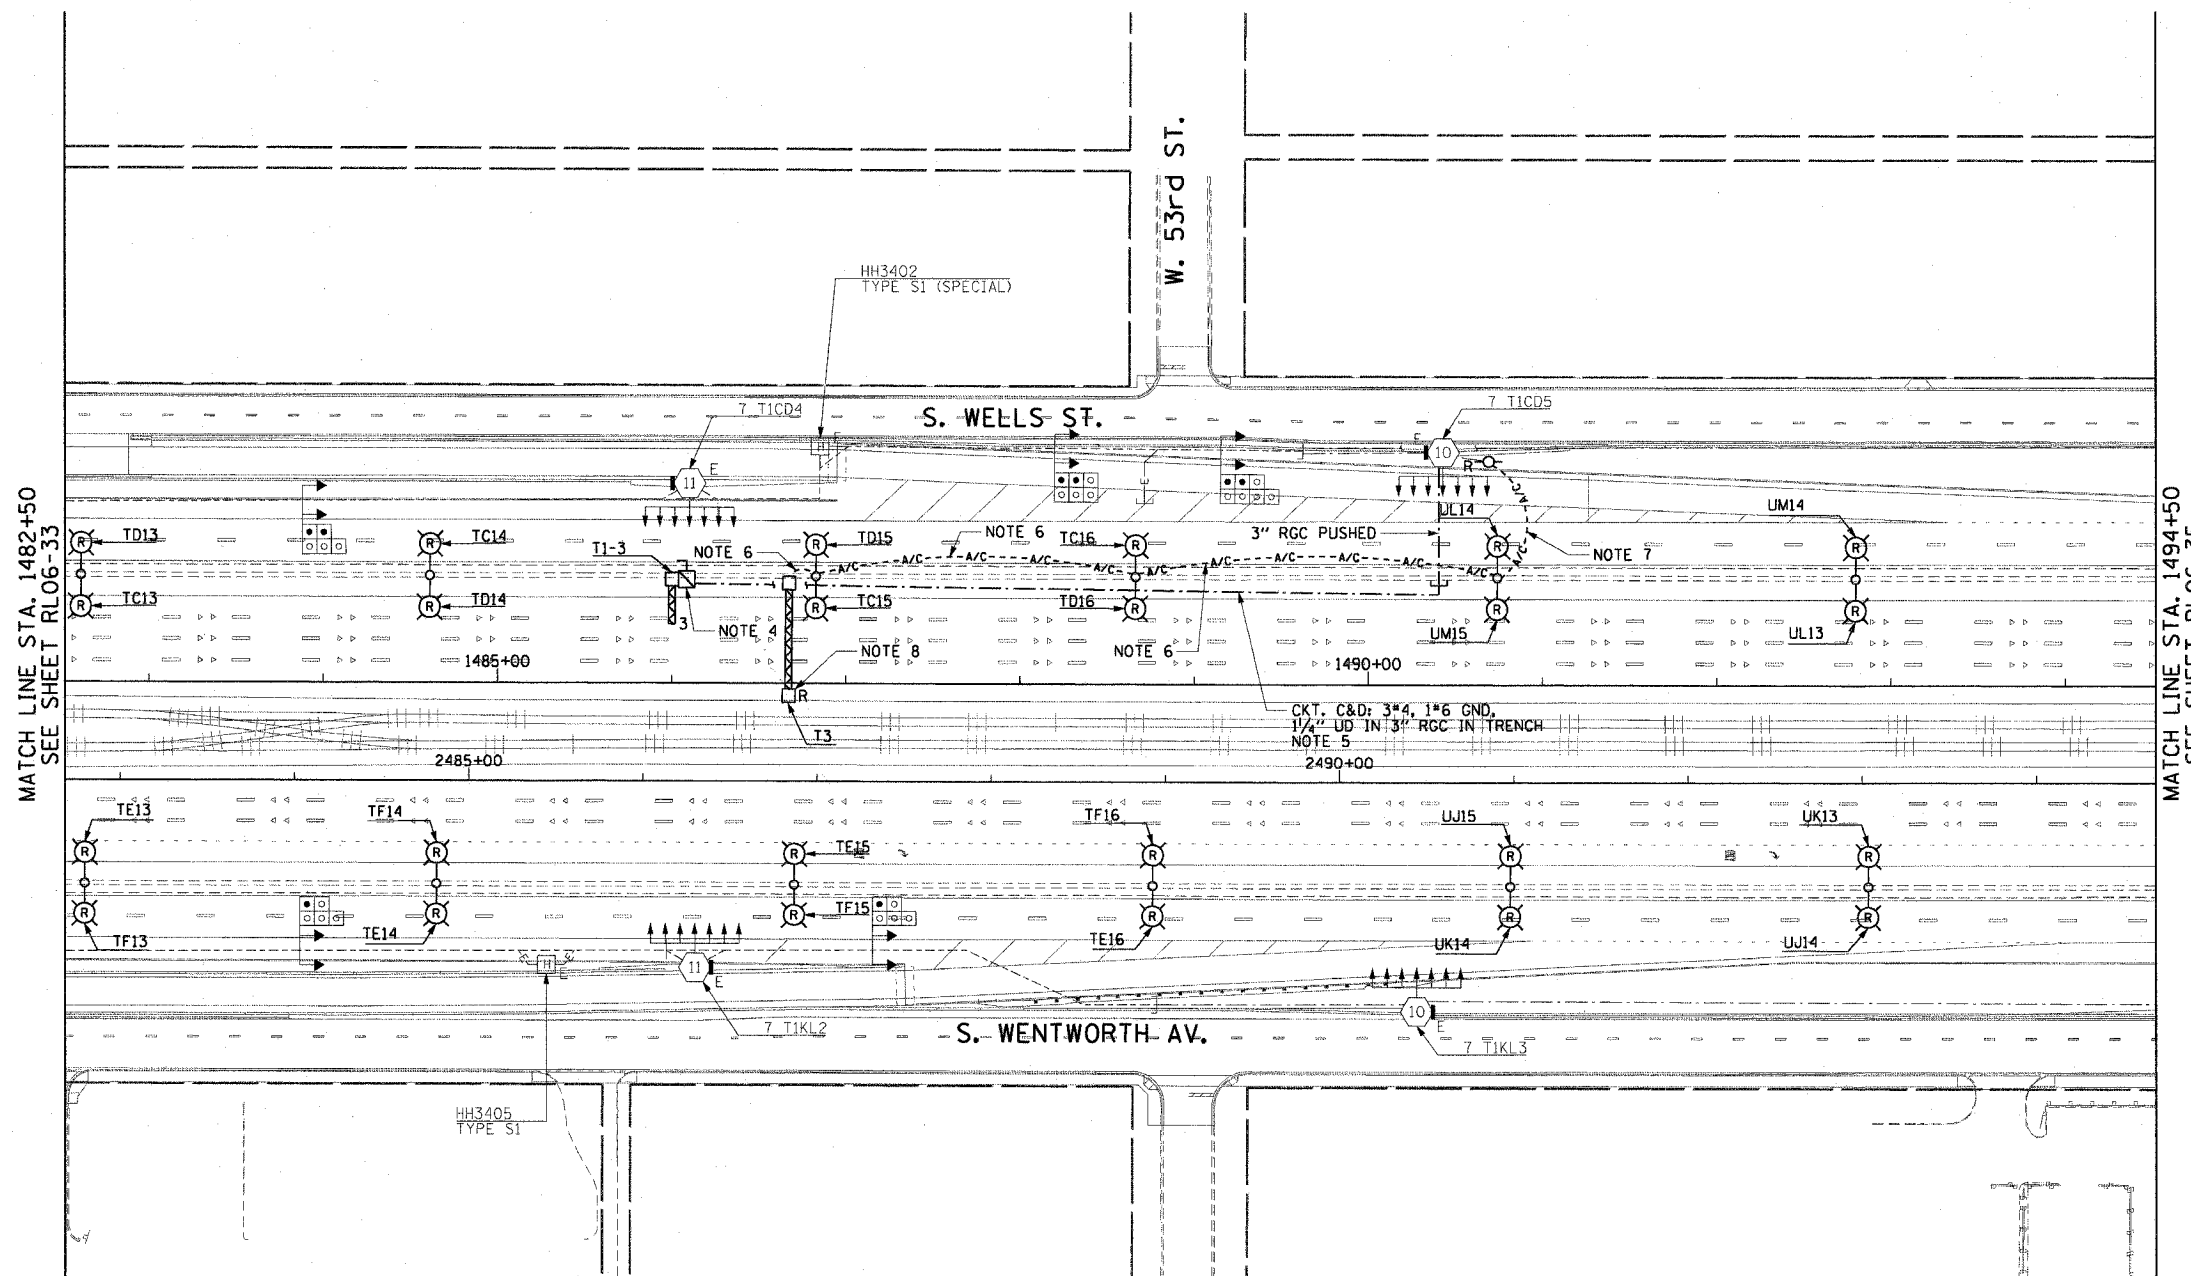 W. 53rd ST.
HH3402
TYPE S1 (SPECIAL)
7 T1CD4
S. WELLS ST.
7 T1CD5
E
10
R
11
E
MATCH LINE STA. 1482+50
SEE SHEET RL06-33
MATCH LINE STA. 1494+50
TD13
TC14
T1-3
NOTE 6
TD15
NOTE 6
TC16
3" RGC PUSHED
UL14
NOTE 7
UM14
A/C A/C A/C A/C A/C A/C A/C A/C A/C A/C A/C A/C
R R R R R R
TC13
TD14
3
NOTE 4
TC15
TD16
UM15
UL13
R R R R R R
NOTE 8
NOTE 6
1485+00
1490+00
R
T3
CKT. C&D: 3#4, 1#6 GND,
1¼" UD IN 3" RGC IN TRENCH
NOTE 5
2485+00
2490+00
TE13
TF14
TE15
TF16
UJ15
UK13
R R R R R R
TF13
TE14
TF15
TE16
UK14
UJ14
R R R R R R
H
E
11
E
10
E
7 T1KL2
S. WENTWORTH AV.
7 T1KL3
HH3405
TYPE S1